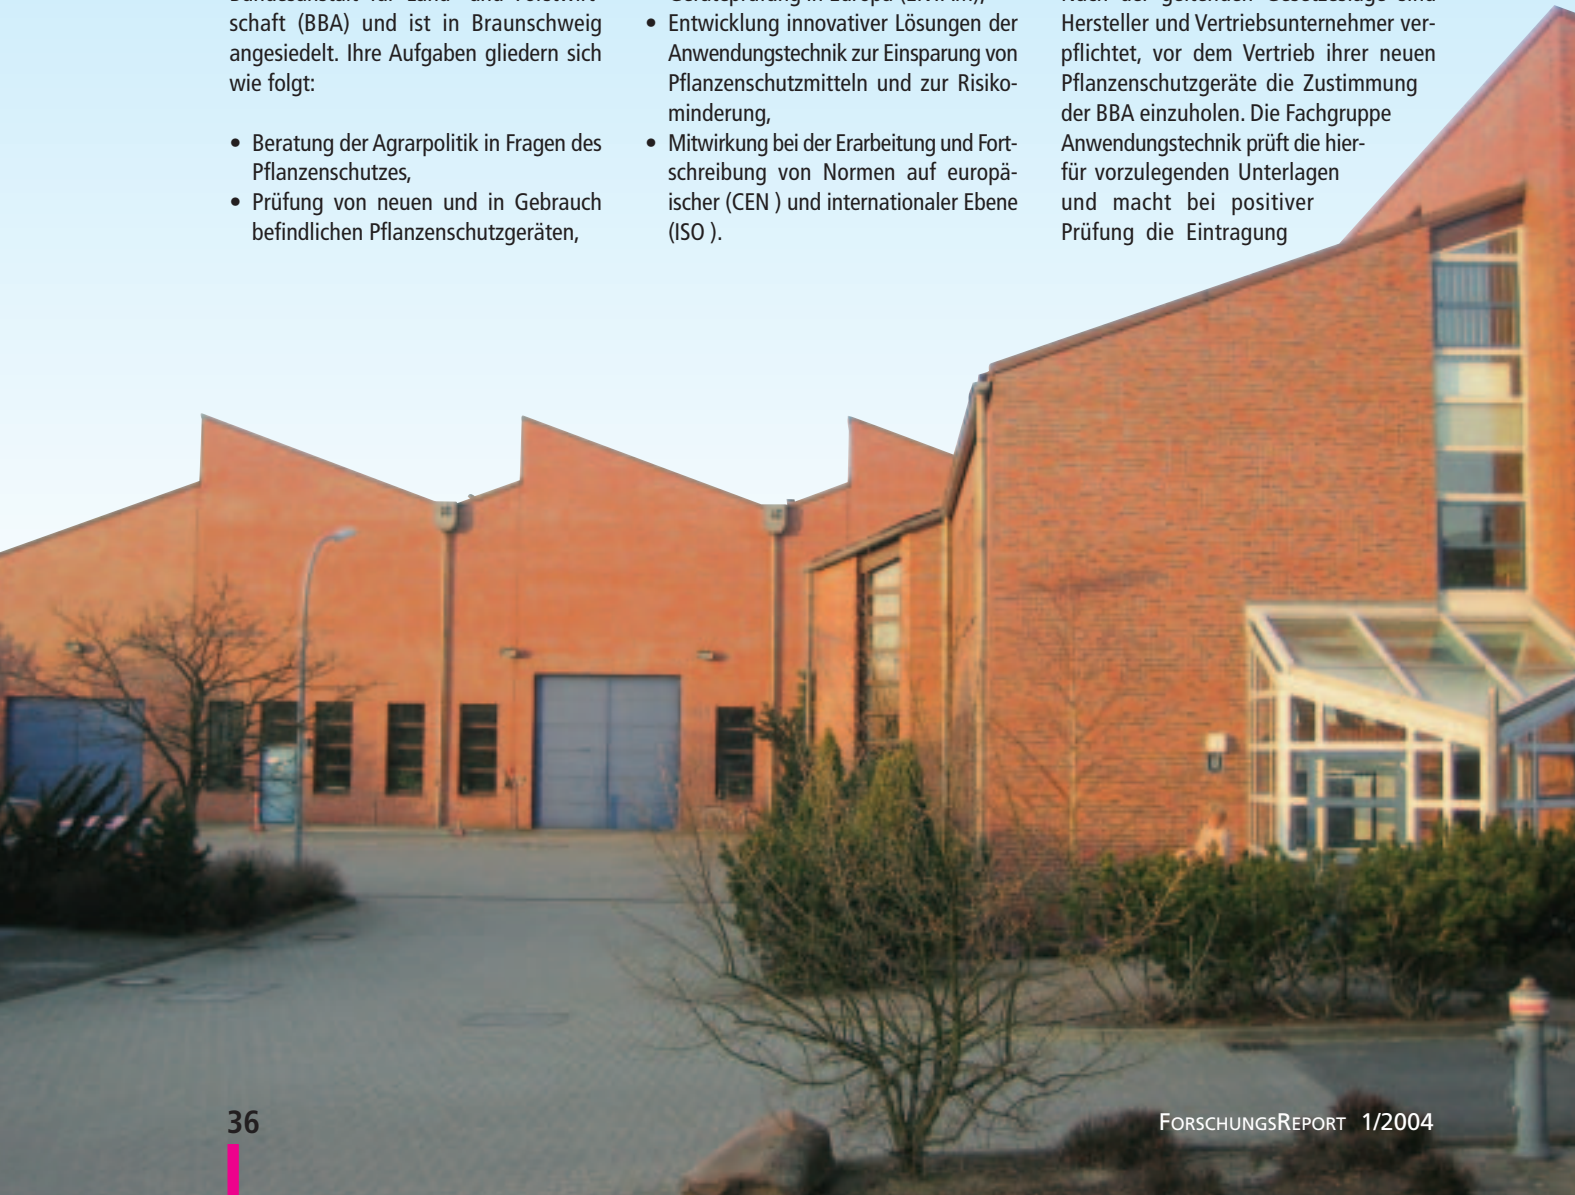 schaft (BBA) und ist in Braunschweig
angesiedelt. Ihre Aufgaben gliedern sich
wie folgt:
• Beratung der Agrarpolitik in Fragen des
Pflanzenschutzes,
• Prüfung von neuen und in Gebrauch
befindlichen Pflanzenschutzgeräten,
• Entwicklung innovativer Lösungen der
Anwendungstechnik zur Einsparung von
Pflanzenschutzmitteln und zur Risiko-
minderung,
• Mitwirkung bei der Erarbeitung und Fort-
schreibung von Normen auf europä-
ischer (CEN ) und internationaler Ebene
(ISO ).
Hersteller und Vertriebsunternehmer ver-
pflichtet, vor dem Vertrieb ihrer neuen
Pflanzenschutzgeräte die Zustimmung
der BBA einzuholen. Die Fachgruppe
Anwendungstechnik prüft die hier-
für vorzulegenden Unterlagen
und macht bei positiver
Prüfung die Eintragung
36
FORSCHUNGSREPORT 1/2004